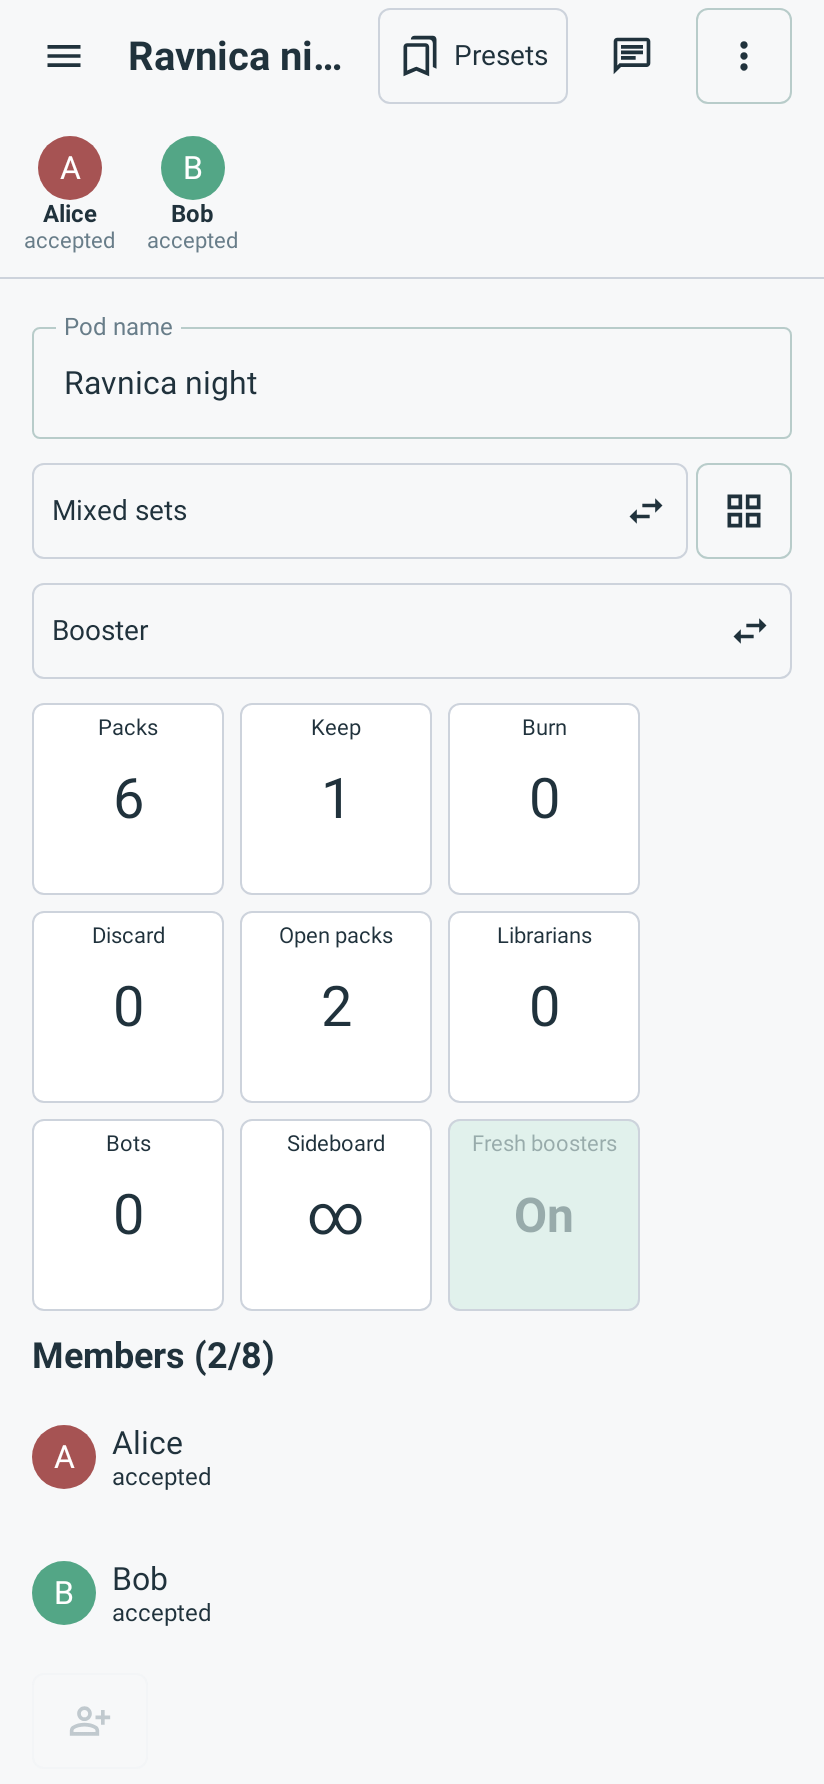 Ravnica ni...
Presets
A
B
Alice
Bob
accepted
accepted
Pod name
Ravnica night
Mixed sets
Booster
Packs
Keep
Burn
6
1
0
Discard
Open packs
Librarians
0
2
0
Bots
Sideboard
Fresh boosters
0
∞
On
Members (2/8)
A
Alice
accepted
B
Bob
accepted